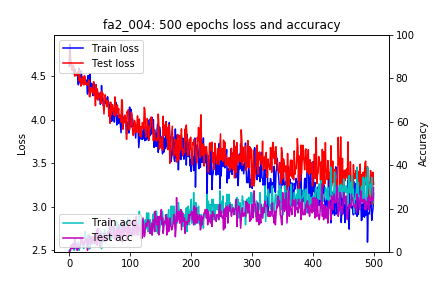 fa2_004: 500 epochs loss and accuracy
Train loss
Test loss
Train acc
Test acc
Loss
4.5
4.0
3.5
3.0
2.5
0
100
200
300
400
500
100
80
60
40
20
0
Accuracy